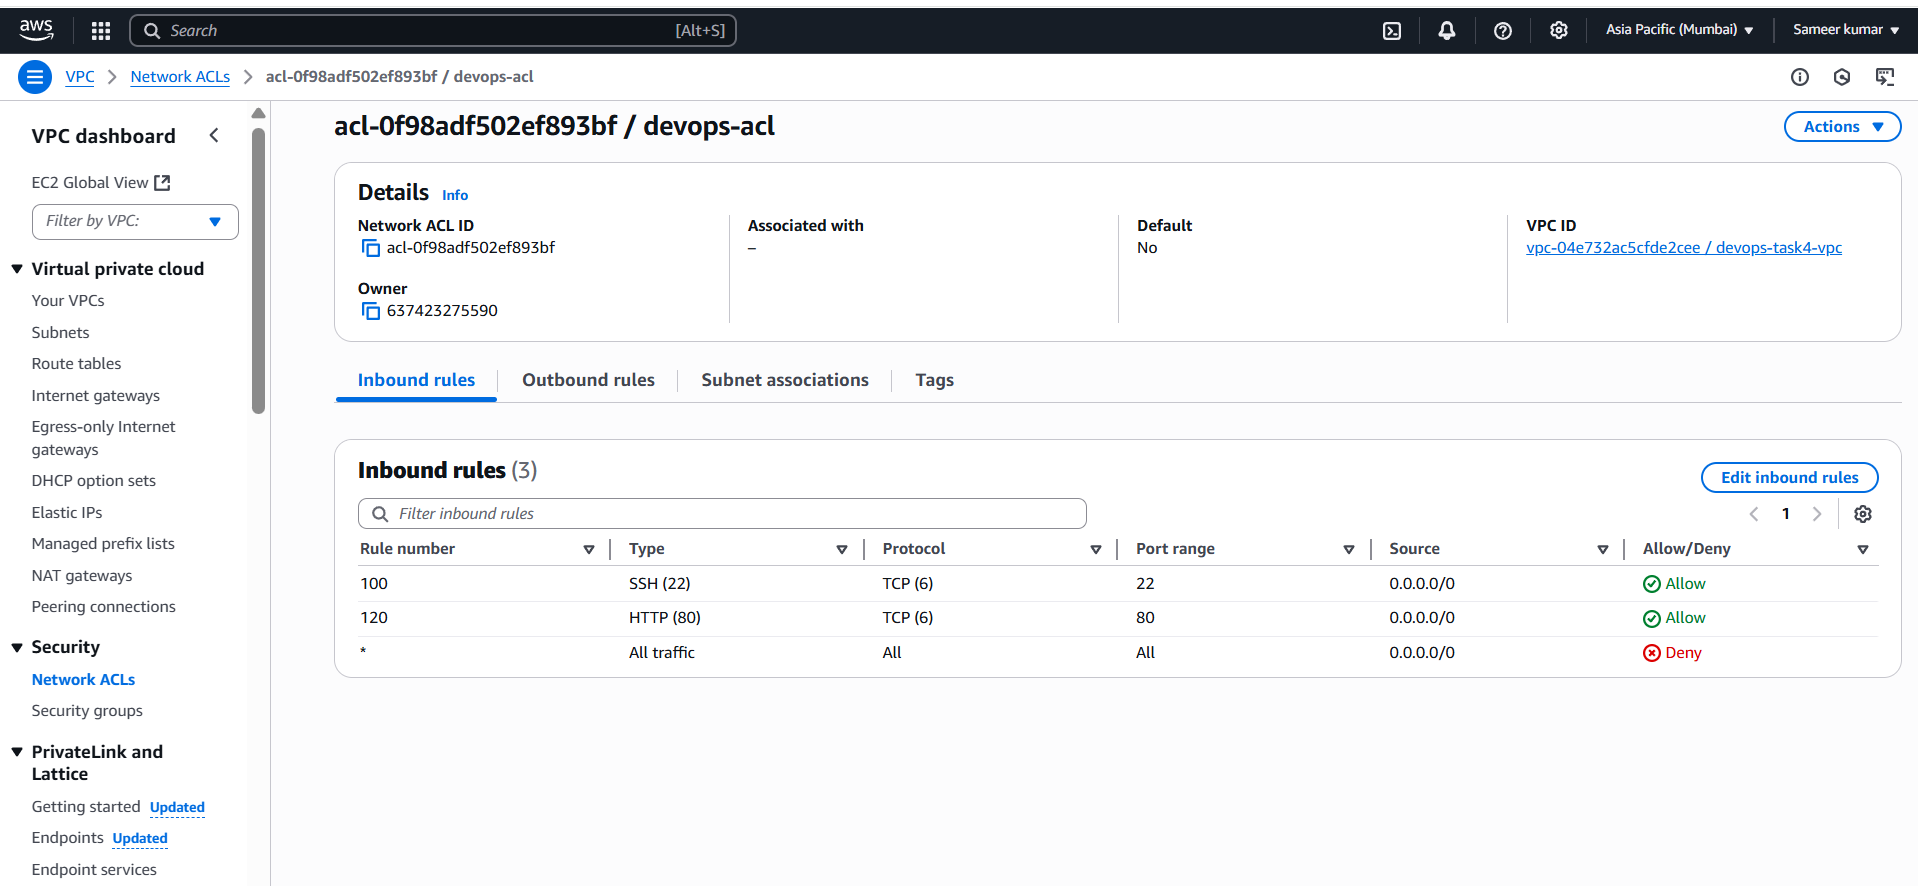 aws
Search [Alt+S]
Asia Pacific (Mumbai)
Sameer kumar
VPC
Network ACLs
acl-0f98adf502ef893bf / devops-acl
VPC dashboard
EC2 Global View
Filter by VPC:
Virtual private cloud
Your VPCs
Subnets
Route tables
Internet gateways
Egress-only Internet
gateways
DHCP option sets
Elastic IPs
Managed prefix lists
NAT gateways
Peering connections
Security
Network ACLs
Security groups
PrivateLink and
Lattice
Getting started Updated
Endpoints Updated
Endpoint services
acl-0f98adf502ef893bf / devops-acl
Actions
Details Info
Network ACL ID
acl-0f98adf502ef893bf
Associated with
–
Default
No
VPC ID
vpc-04e732ac5cfde2cee / devops-task4-vpc
Owner
637423275590
Inbound rules
Outbound rules
Subnet associations
Tags
Inbound rules (3)
Edit inbound rules
Filter inbound rules
1
Rule number Type Protocol Port range Source Allow/Deny
100 SSH (22) TCP (6) 22 0.0.0.0/0 Allow
120 HTTP (80) TCP (6) 80 0.0.0.0/0 Allow
* All traffic All All 0.0.0.0/0 Deny